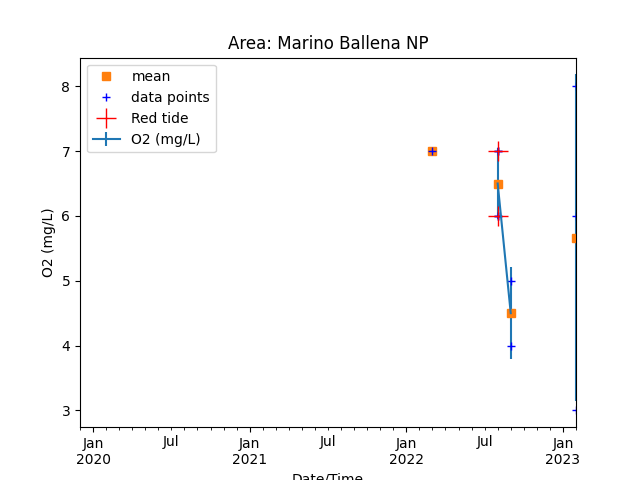 Area: Marino Ballena NP
mean
data points
Red tide
O2 (mg/L)
O2 (mg/L)
8
7
6
5
4
3
Jan
2020
Jul
Jan
2021
Jul
Jan
2022
Jul
Jan
2023
Date/Time